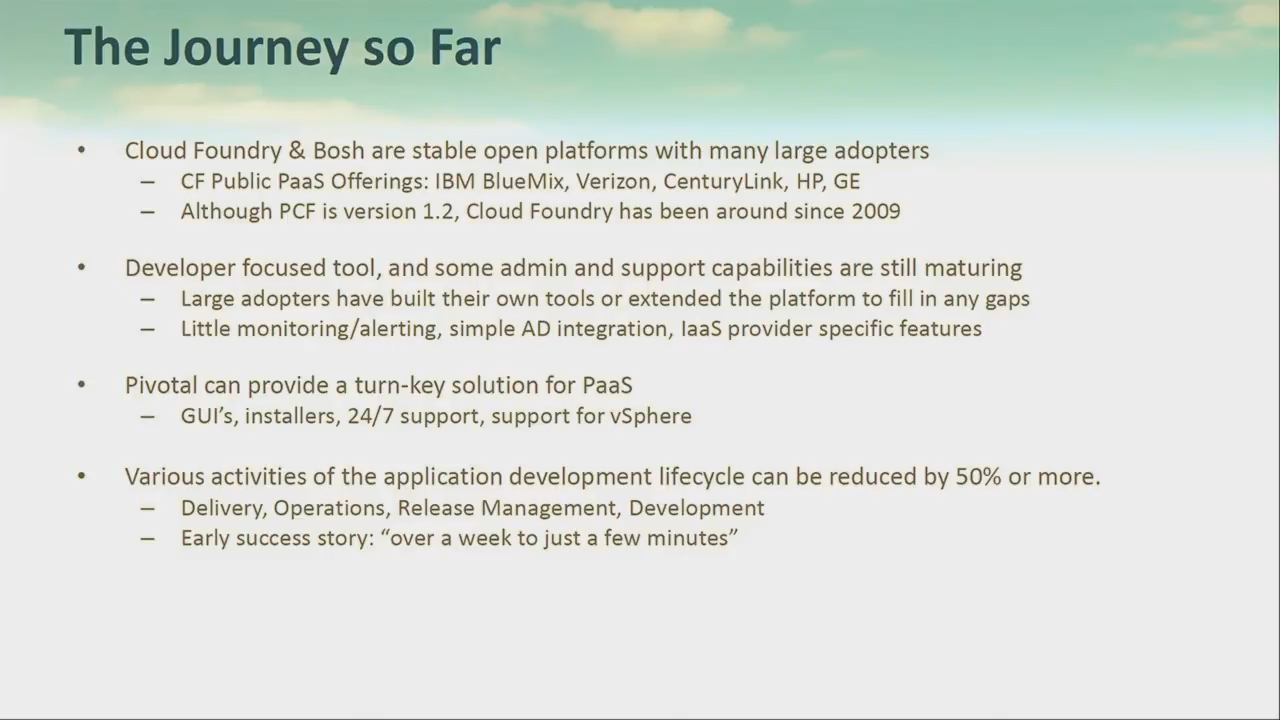 The Journey so Far
• Cloud Foundry & Bosh are stable open platforms with many large adopters
– CF Public PaaS Offerings: IBM BlueMix, Verizon, CenturyLink, HP, GE
– Although PCF is version 1.2, Cloud Foundry has been around since 2009
• Developer focused tool, and some admin and support capabilities are still maturing
– Large adopters have built their own tools or extended the platform to fill in any gaps
– Little monitoring/alerting, simple AD integration, IaaS provider specific features
• Pivotal can provide a turn-key solution for PaaS
– GUI’s, installers, 24/7 support, support for vSphere
• Various activities of the application development lifecycle can be reduced by 50% or more.
– Delivery, Operations, Release Management, Development
– Early success story: “over a week to just a few minutes”